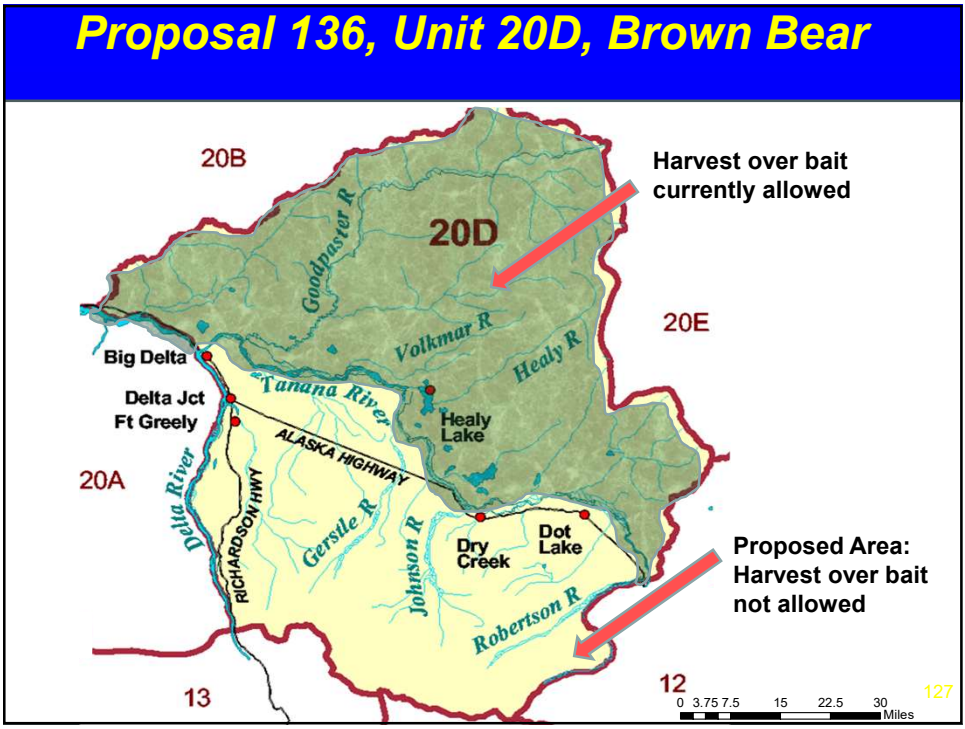 Proposal 136, Unit 20D, Brown Bear
20B
Harvest over bait
currently allowed
20D
Goodpaster R
20E
Volkmar R
Healy R
Big Delta
Tanana River
Delta Jct
Ft Greely
Healy
Lake
ALASKA HIGHWAY
20A
Delta River
RICHARDSON HWY
Gerstle R
Johnson R
Dry
Creek
Dot
Lake
Proposed Area:
Harvest over bait
not allowed
Robertson R
13
12
127
0 3.75 7.5 15 22.5 30
Miles